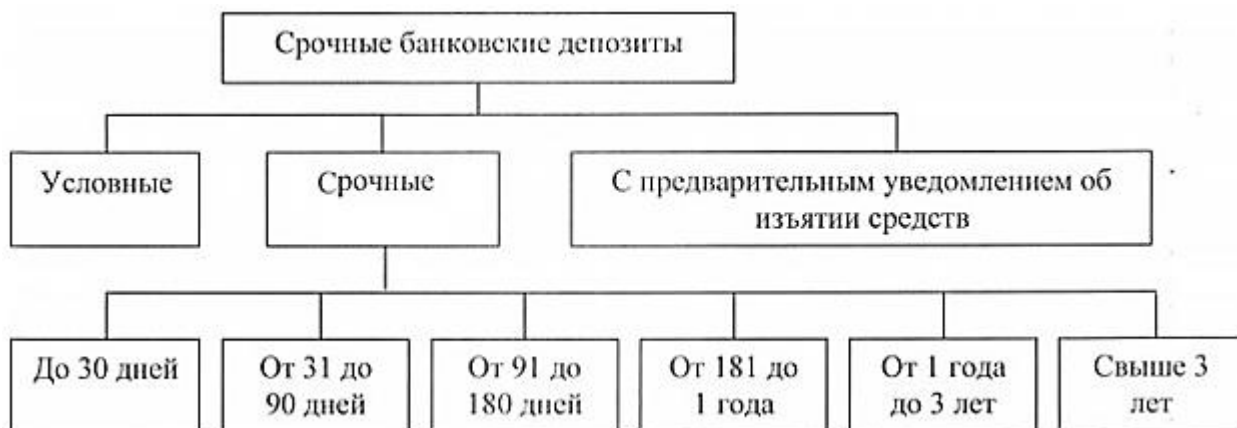 Срочные банковские депозиты
Условные
Срочные
С предварительным уведомлением об
изъятии средств
До 30 дней
От 31 до
90 дней
От 91 до
180 дней
От 181 до
1 года
От 1 года
до 3 лет
Свыше 3
лет